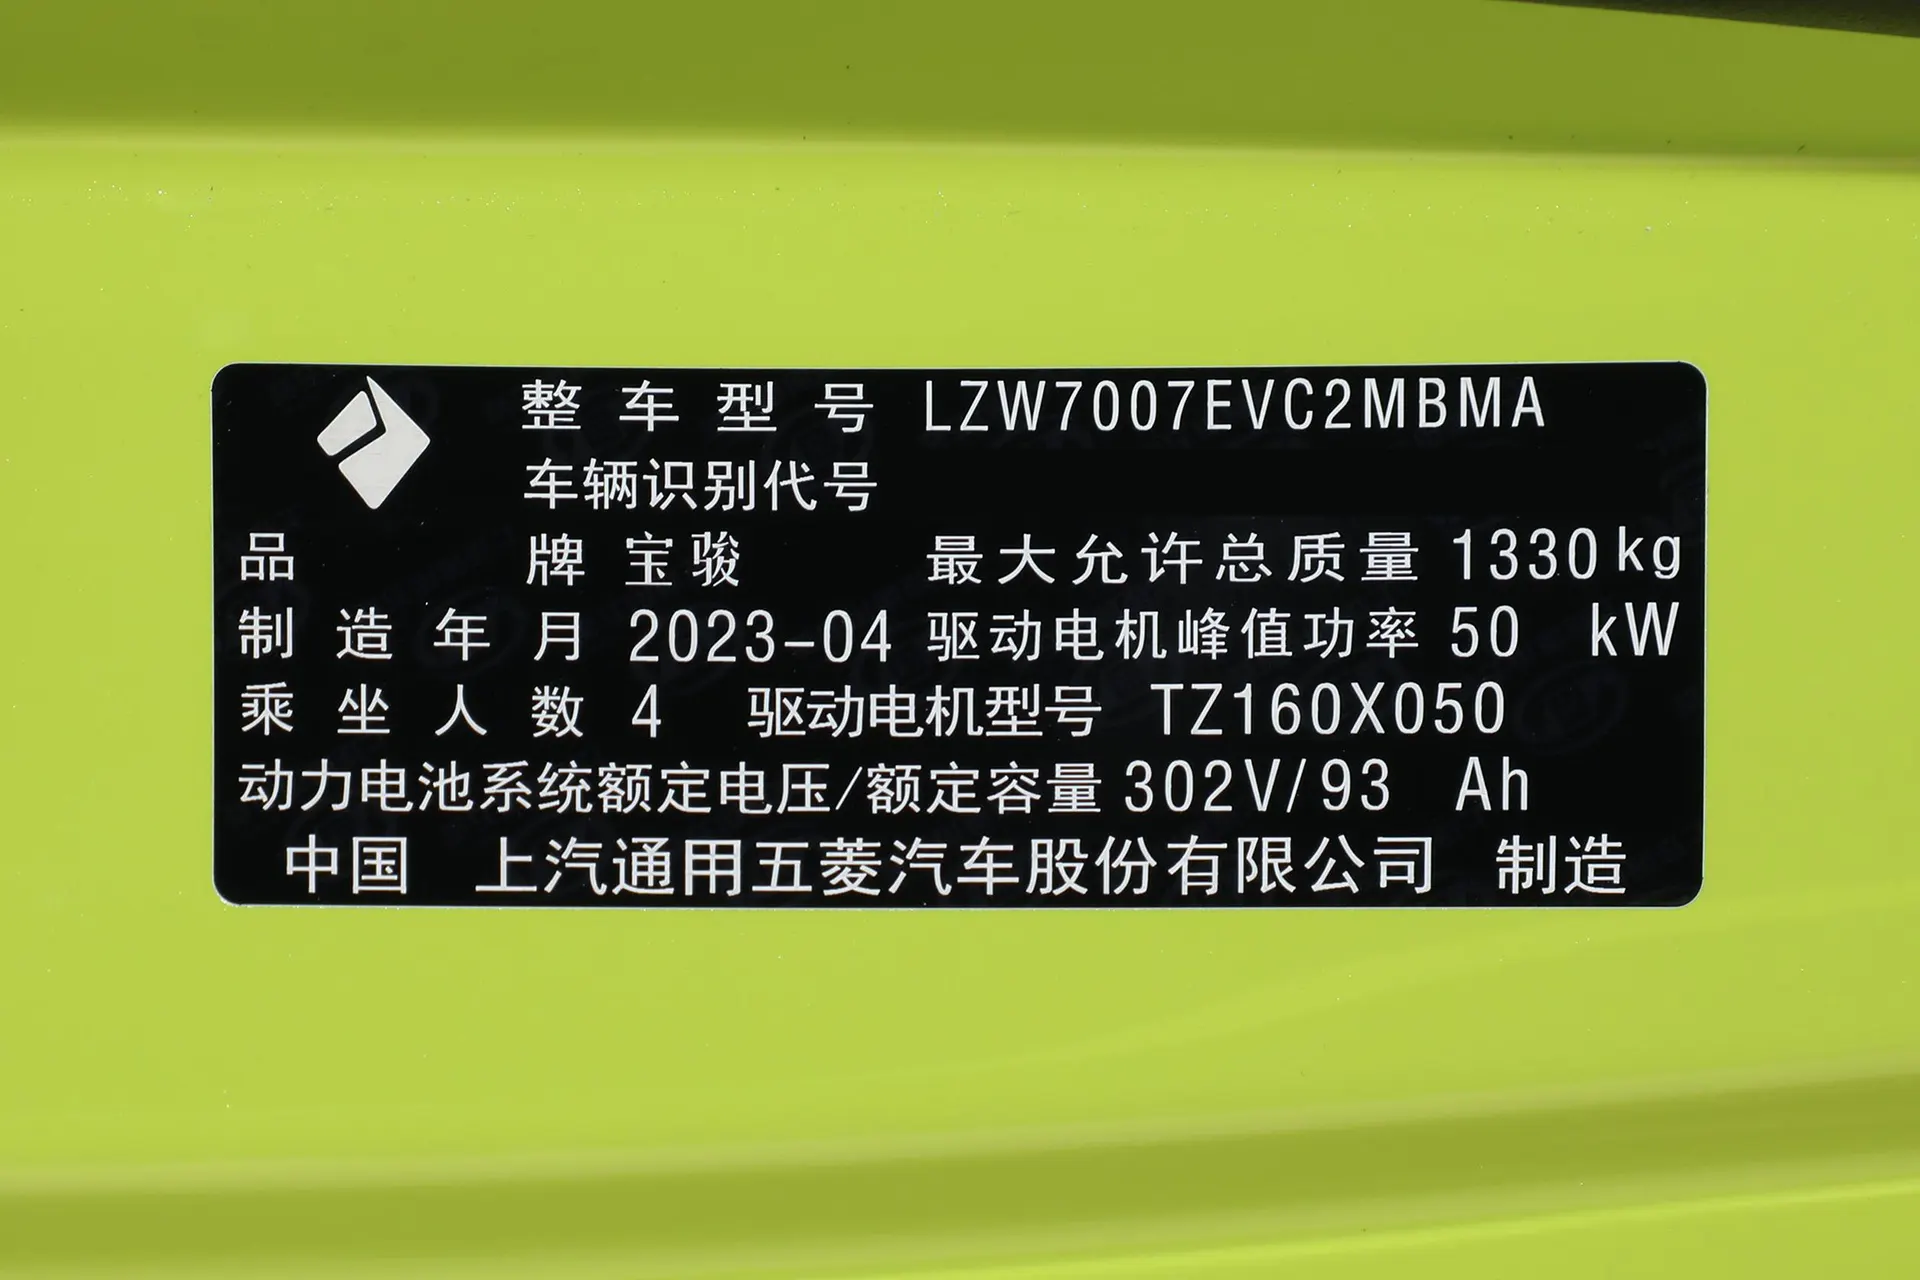 整车型号 LZW7007EVC2MBMA
车辆识别代号
品牌 宝骏 最大允许总质量 1330kg
制造年月 2023-04 驱动电机峰值功率 50 kW
乘坐人数 4 驱动电机型号 TZ160X050
动力电池系统额定电压/额定容量 302V/93 Ah
中国 上汽通用五菱汽车股份有限公司 制造